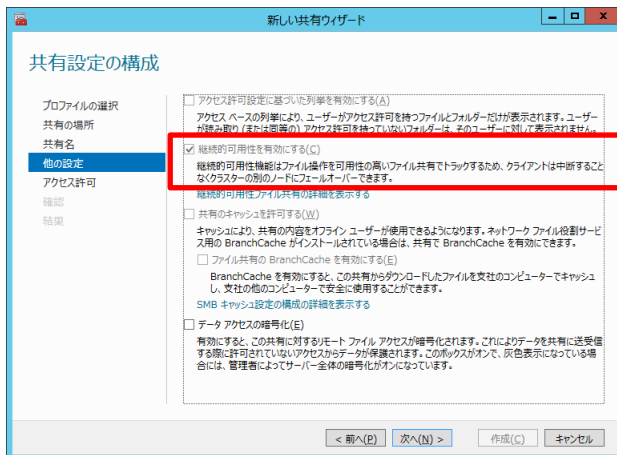 新しい共有ウィザード
共有設定の構成
プロファイルの選択
共有の場所
共有名
他の設定
アクセス許可
確認
結果
アクセス許可設定に基づいた列挙を有効にする(A)
アクセス ベースの列挙により、ユーザーがアクセス許可を持つファイルとフォルダーだけが表示されます。ユーザー
が読み取り (または同等の) アクセス許可を持っていないフォルダーは、そのユーザーに対して表示されません。
継続的可用性を有効にする(C)
継続的可用性機能はファイル操作を可用性の高いファイル共有でトラックするため、クライアントは中断すること
なくクラスターの別のノードにフェールオーバーできます。
継続的可用性ファイル共有の詳細を表示する
共有のキャッシュを許可する(W)
キャッシュにより、共有の内容をオフライン ユーザーが使用できるようになります。ネットワーク ファイル役割サービ
ス用の BranchCache がインストールされている場合は、共有で BranchCache を有効にできます。
ファイル共有の BranchCache を有効にする(E)
BranchCache を有効にすると、この共有からダウンロードしたファイルを支社のコンピューターでキャッシュ
し、支社の他のコンピューターで安全に使用することができます。
SMB キャッシュ設定の構成の詳細を表示する
データ アクセスの暗号化(E)
有効にすると、この共有に対するリモート ファイル アクセスが暗号化されます。これによりデータを共有に送受信
する際に許可されていないアクセスからデータが保護されます。このボックスがオンで、灰色表示になっている場
合には、管理者によってサーバー全体の暗号化がオンになっています。
< 前へ(P)
次へ(N) >
作成(C)
キャンセル